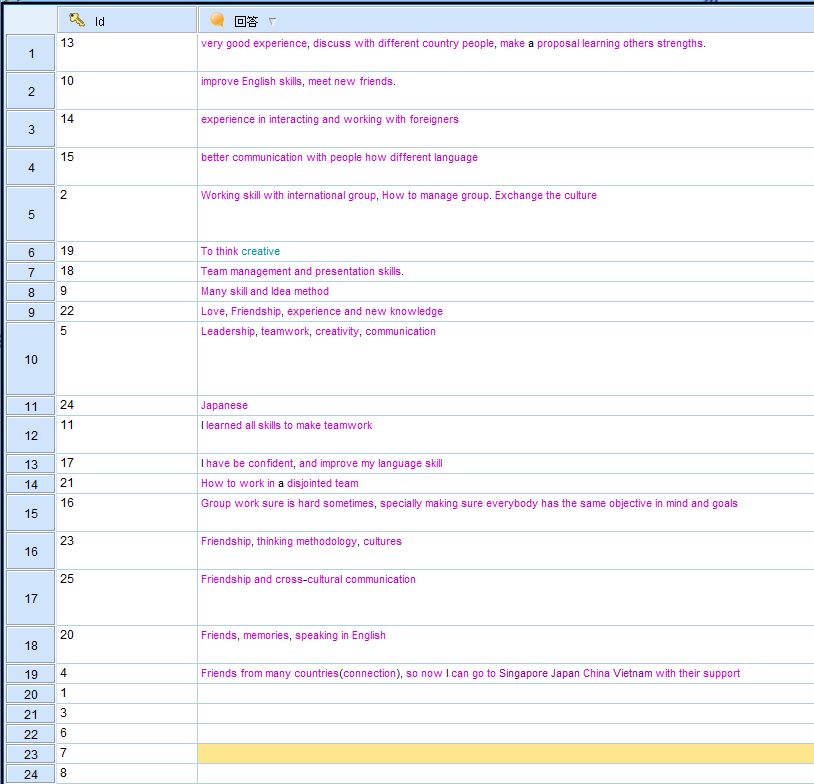 Id 回答
1 13 very good experience, discuss with different country people, make a proposal learning others strengths.
2 10 improve English skills, meet new friends.
3 14 experience in interacting and working with foreigners
4 15 better communication with people how different language
5 2 Working skill with international group, How to manage group. Exchange the culture
6 19 To think creative
7 18 Team management and presentation skills.
8 9 Many skill and Idea method
9 22 Love, Friendship, experience and new knowledge
10 5 Leadership, teamwork, creativity, communication
11 24 Japanese
12 11 I learned all skills to make teamwork
13 17 I have be confident, and improve my language skill
14 21 How to work in a disjointed team
15 16 Group work sure is hard sometimes, specially making sure everybody has the same objective in mind and goals
16 23 Friendship, thinking methodology, cultures
17 25 Friendship and cross-cultural communication
18 20 Friends, memories, speaking in English
19 4 Friends from many countries(connection), so now I can go to Singapore Japan China Vietnam with their support
20 1
21 3
22 6
23 7
24 8